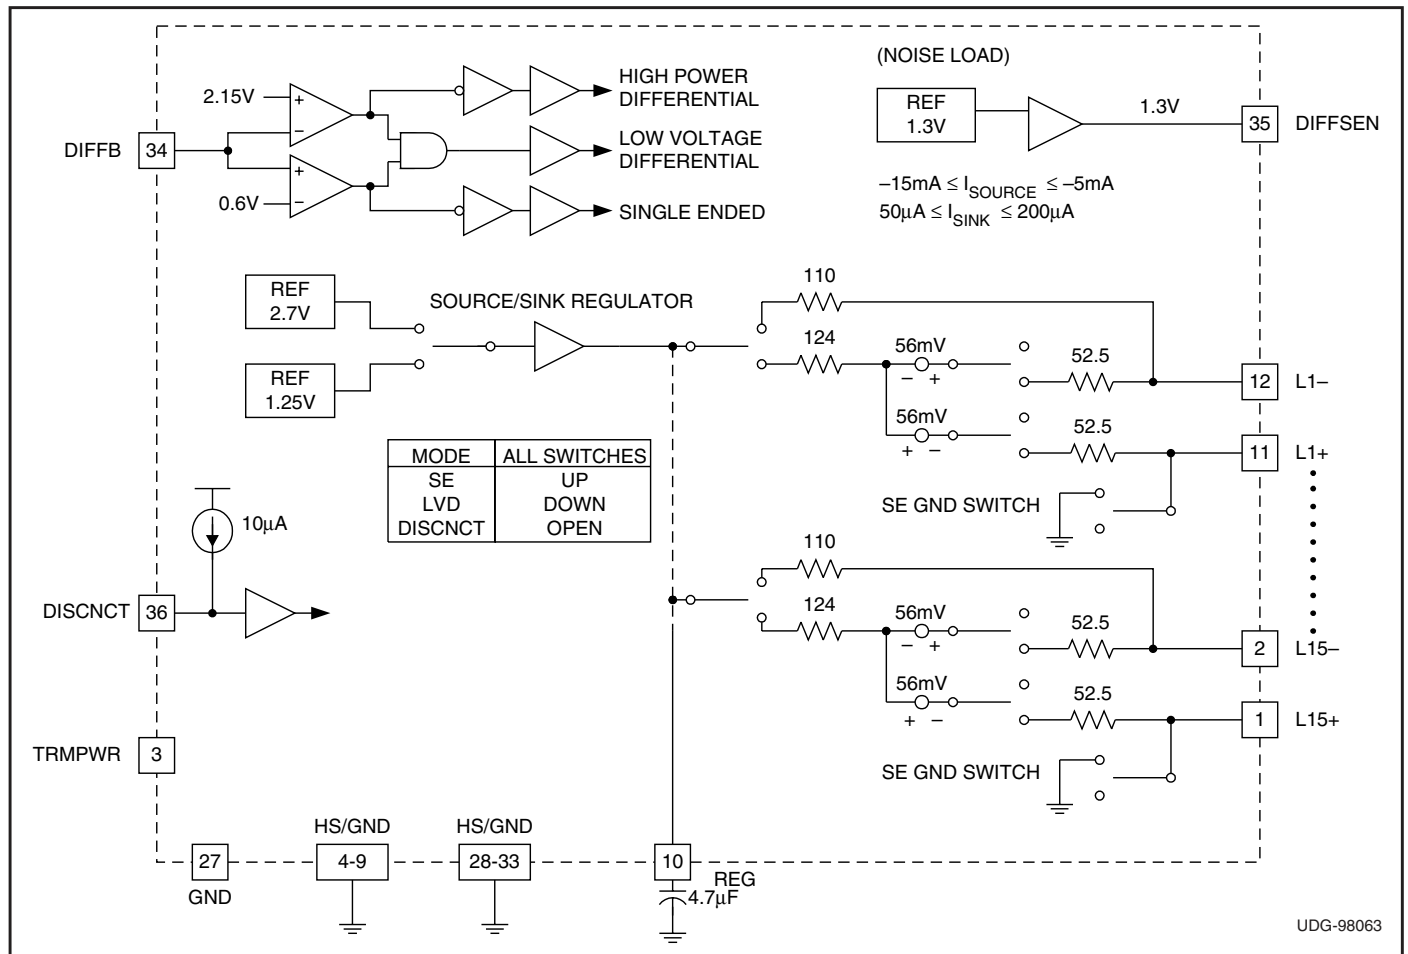 (NOISE LOAD)
HIGH POWER
DIFFERENTIAL
2.15V
+
−
REF
1.3V
1.3V
35
DIFFSEN
DIFFB
34
LOW VOLTAGE
DIFFERENTIAL
+
−
0.6V
SINGLE ENDED
–15mA ≤ I_SOURCE ≤ –5mA
50µA ≤ I_SINK ≤ 200µA
REF
2.7V
SOURCE/SINK REGULATOR
110
124
56mV
− +
52.5
12
L1–
REF
1.25V
56mV
+ −
52.5
11
L1+
MODE ALL SWITCHES
SE UP
LVD DOWN
DISCNCT OPEN
SE GND SWITCH
10µA
110
DISCNCT
36
124
56mV
− +
52.5
2
L15–
56mV
+ −
52.5
1
L15+
TRMPWR
3
SE GND SWITCH
HS/GND
HS/GND
27
4-9
28-33
10
GND
REG
4.7µF
UDG-98063